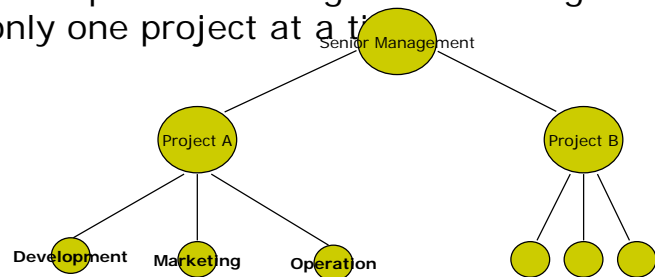 only one project at a
Senior Management
Project A
Project B
Development
Marketing
Operation